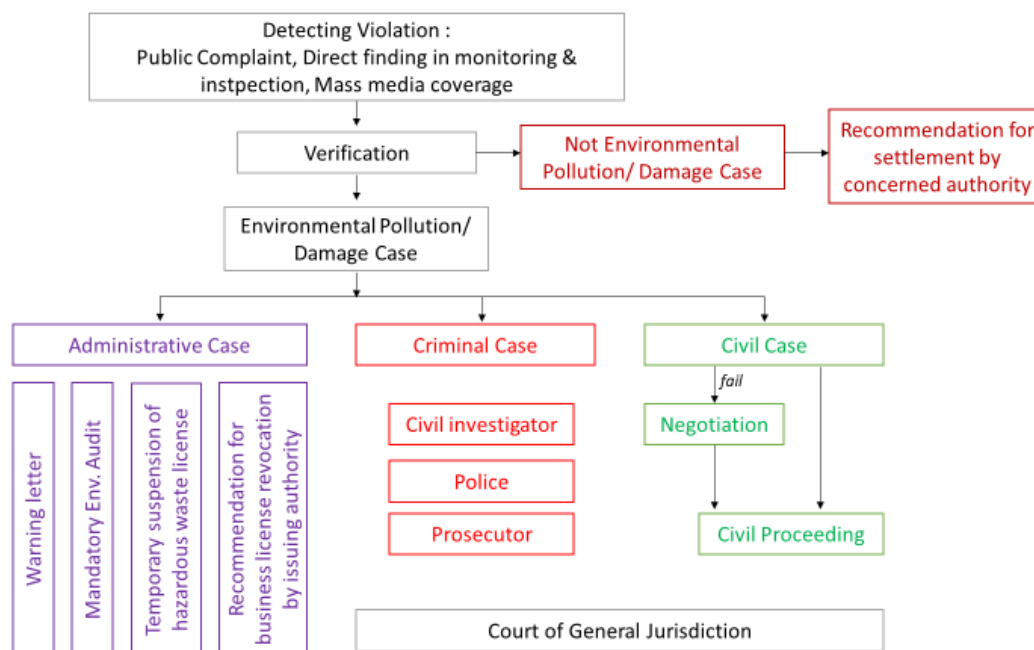 Detecting Violation :
Public Complaint, Direct finding in monitoring &
instpection, Mass media coverage
Verification
Not Environmental
Pollution/ Damage Case
Recommendation for
settlement by
concerned authority
Environmental Pollution/
Damage Case
Administrative Case
Criminal Case
Civil Case
fail
Warning letter
Mandatory Env. Audit
Temporary suspension of
hazardous waste license
Recommendation for
business license revocation
by issuing authority
Civil investigator
Police
Prosecutor
Negotiation
Civil Proceeding
Court of General Jurisdiction